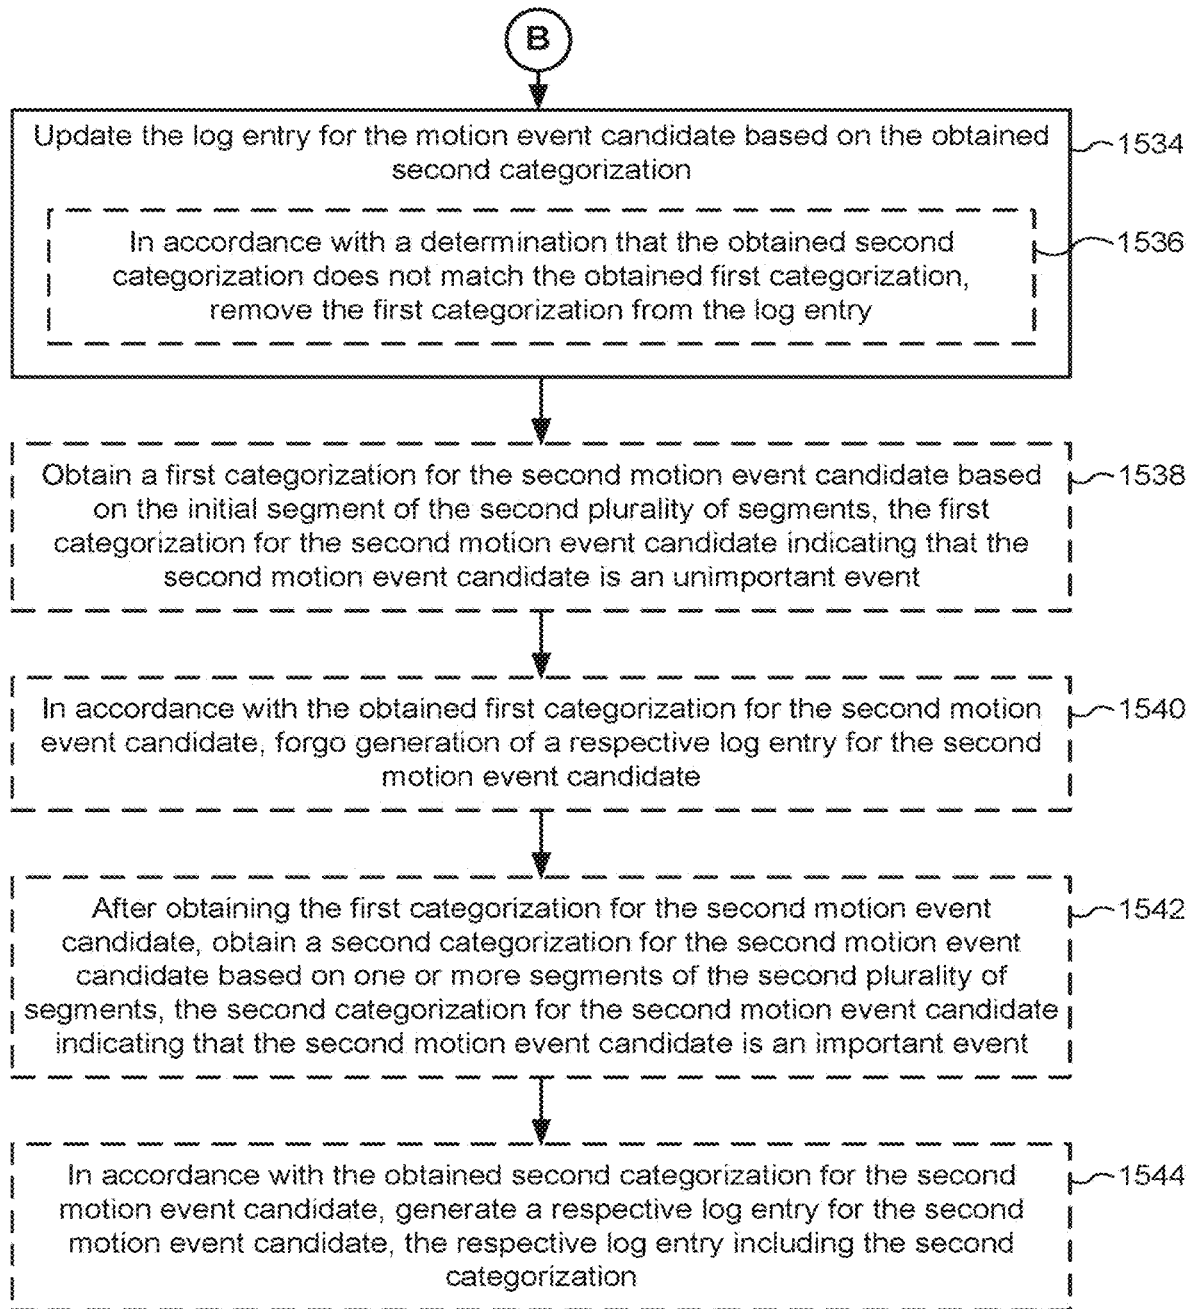 B
Update the log entry for the motion event candidate based on the obtained
second categorization
1534
In accordance with a determination that the obtained second
categorization does not match the obtained first categorization,
remove the first categorization from the log entry
1536
Obtain a first categorization for the second motion event candidate based
on the initial segment of the second plurality of segments, the first
categorization for the second motion event candidate indicating that the
second motion event candidate is an unimportant event
1538
In accordance with the obtained first categorization for the second motion
event candidate, forgo generation of a respective log entry for the second
motion event candidate
1540
After obtaining the first categorization for the second motion event
candidate, obtain a second categorization for the second motion event
candidate based on one or more segments of the second plurality of
segments, the second categorization for the second motion event candidate
indicating that the second motion event candidate is an important event
1542
In accordance with the obtained second categorization for the second
motion event candidate, generate a respective log entry for the second
motion event candidate, the respective log entry including the second
categorization
1544